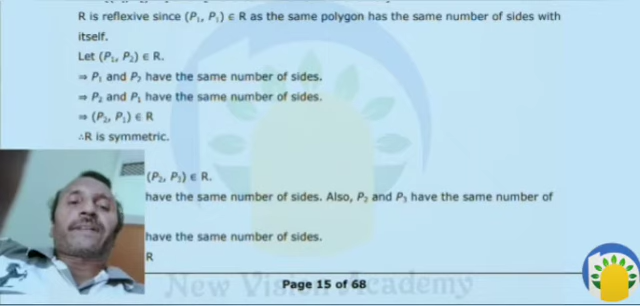 R is reflexive since (P₁, P₁) ∈ R as the same polygon has the same number of sides with
itself.
Let (P₁, P₂) ∈ R.
⇒ P₁ and P₂ have the same number of sides.
⇒ P₂ and P₁ have the same number of sides.
⇒ (P₂, P₁) ∈ R
∴R is symmetric.
(P₂, P₃) ∈ R.
have the same number of sides. Also, P₂ and P₃ have the same number of
have the same number of sides.
R
New Vision Academy
Page 15 of 68